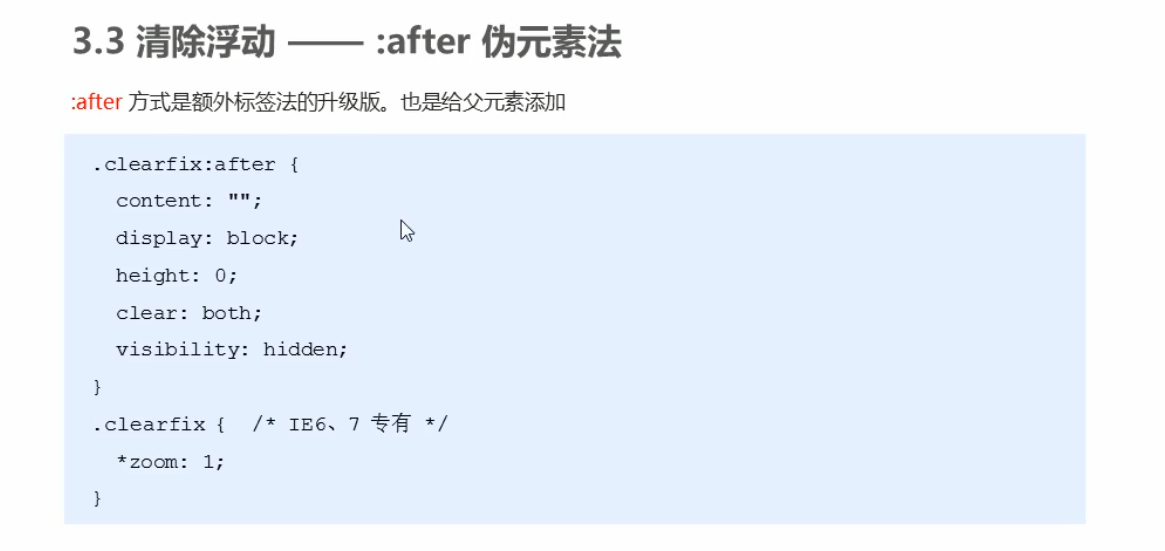 3.3 清除浮动 —— :after 伪元素法
:after 方式是额外标签法的升级版。也是给父元素添加
.clearfix:after {
content: "";
display: block;
height: 0;
clear: both;
visibility: hidden;
}
.clearfix { /* IE6、7 专有 */
*zoom: 1;
}